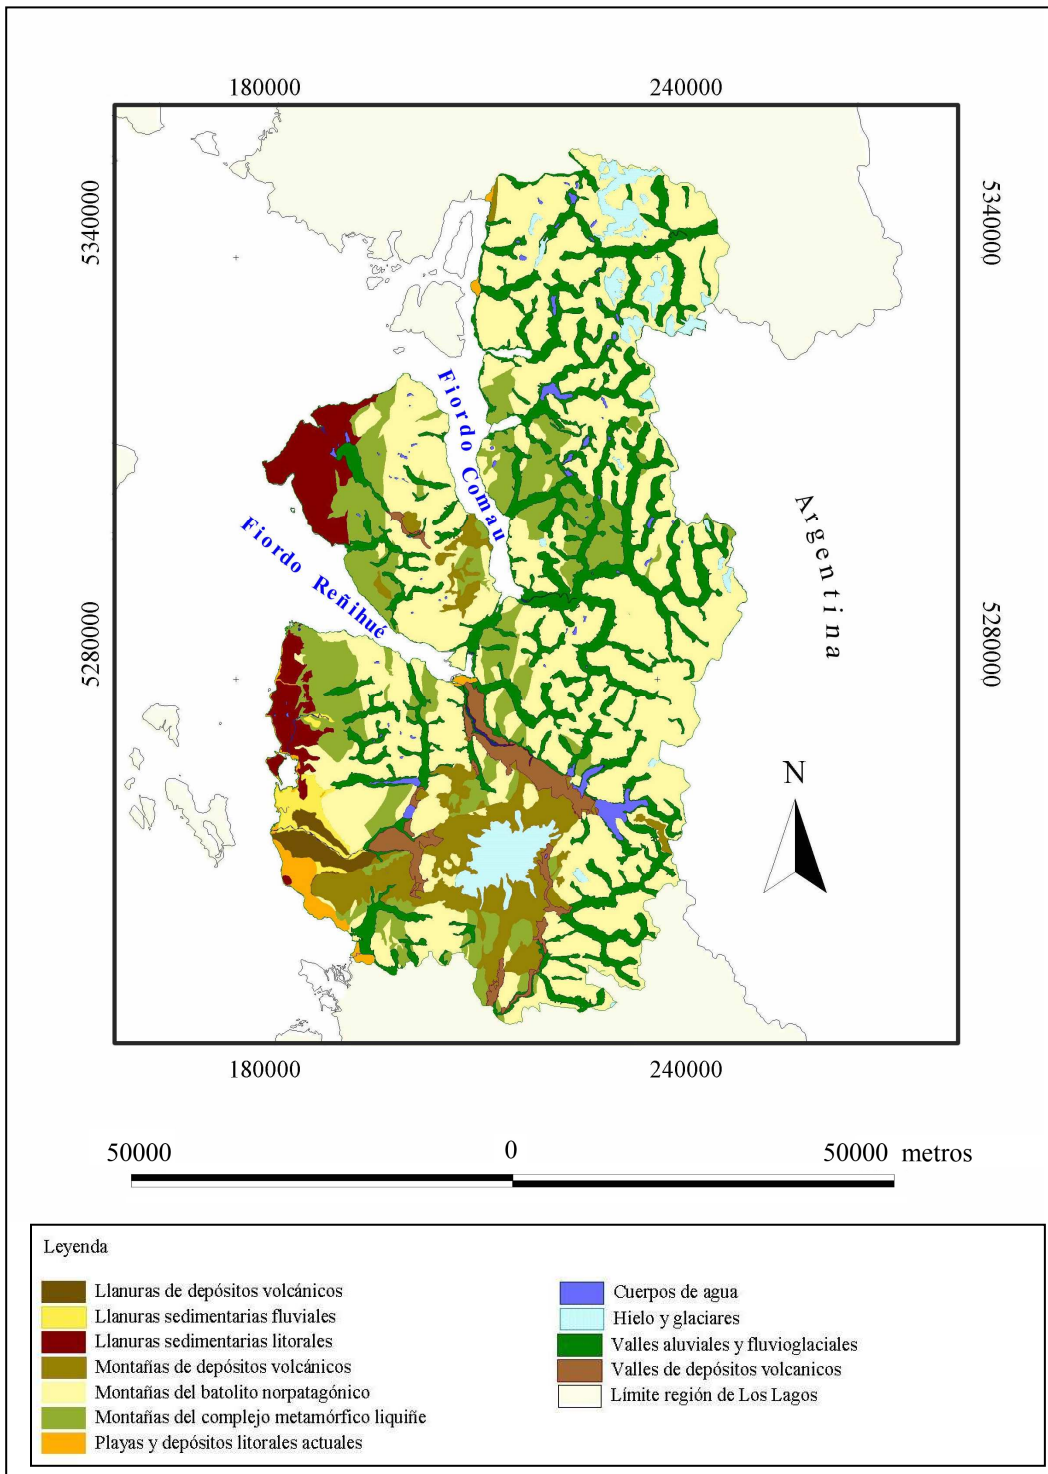 180000 240000
5340000 5340000
Fiordo Comau
Fiordo Reñihué
Argentina
5280000 5280000
N
180000 240000
50000 0 50000 metros
Leyenda
Llanuras de depósitos volcánicos
Llanuras sedimentarias fluviales
Llanuras sedimentarias litorales
Montañas de depósitos volcánicos
Montañas del batolito norpatagónico
Montañas del complejo metamórfico liquiñe
Playas y depósitos litorales actuales
Cuerpos de agua
Hielo y glaciares
Valles aluviales y fluvioglaciales
Valles de depósitos volcanicos
Límite región de Los Lagos